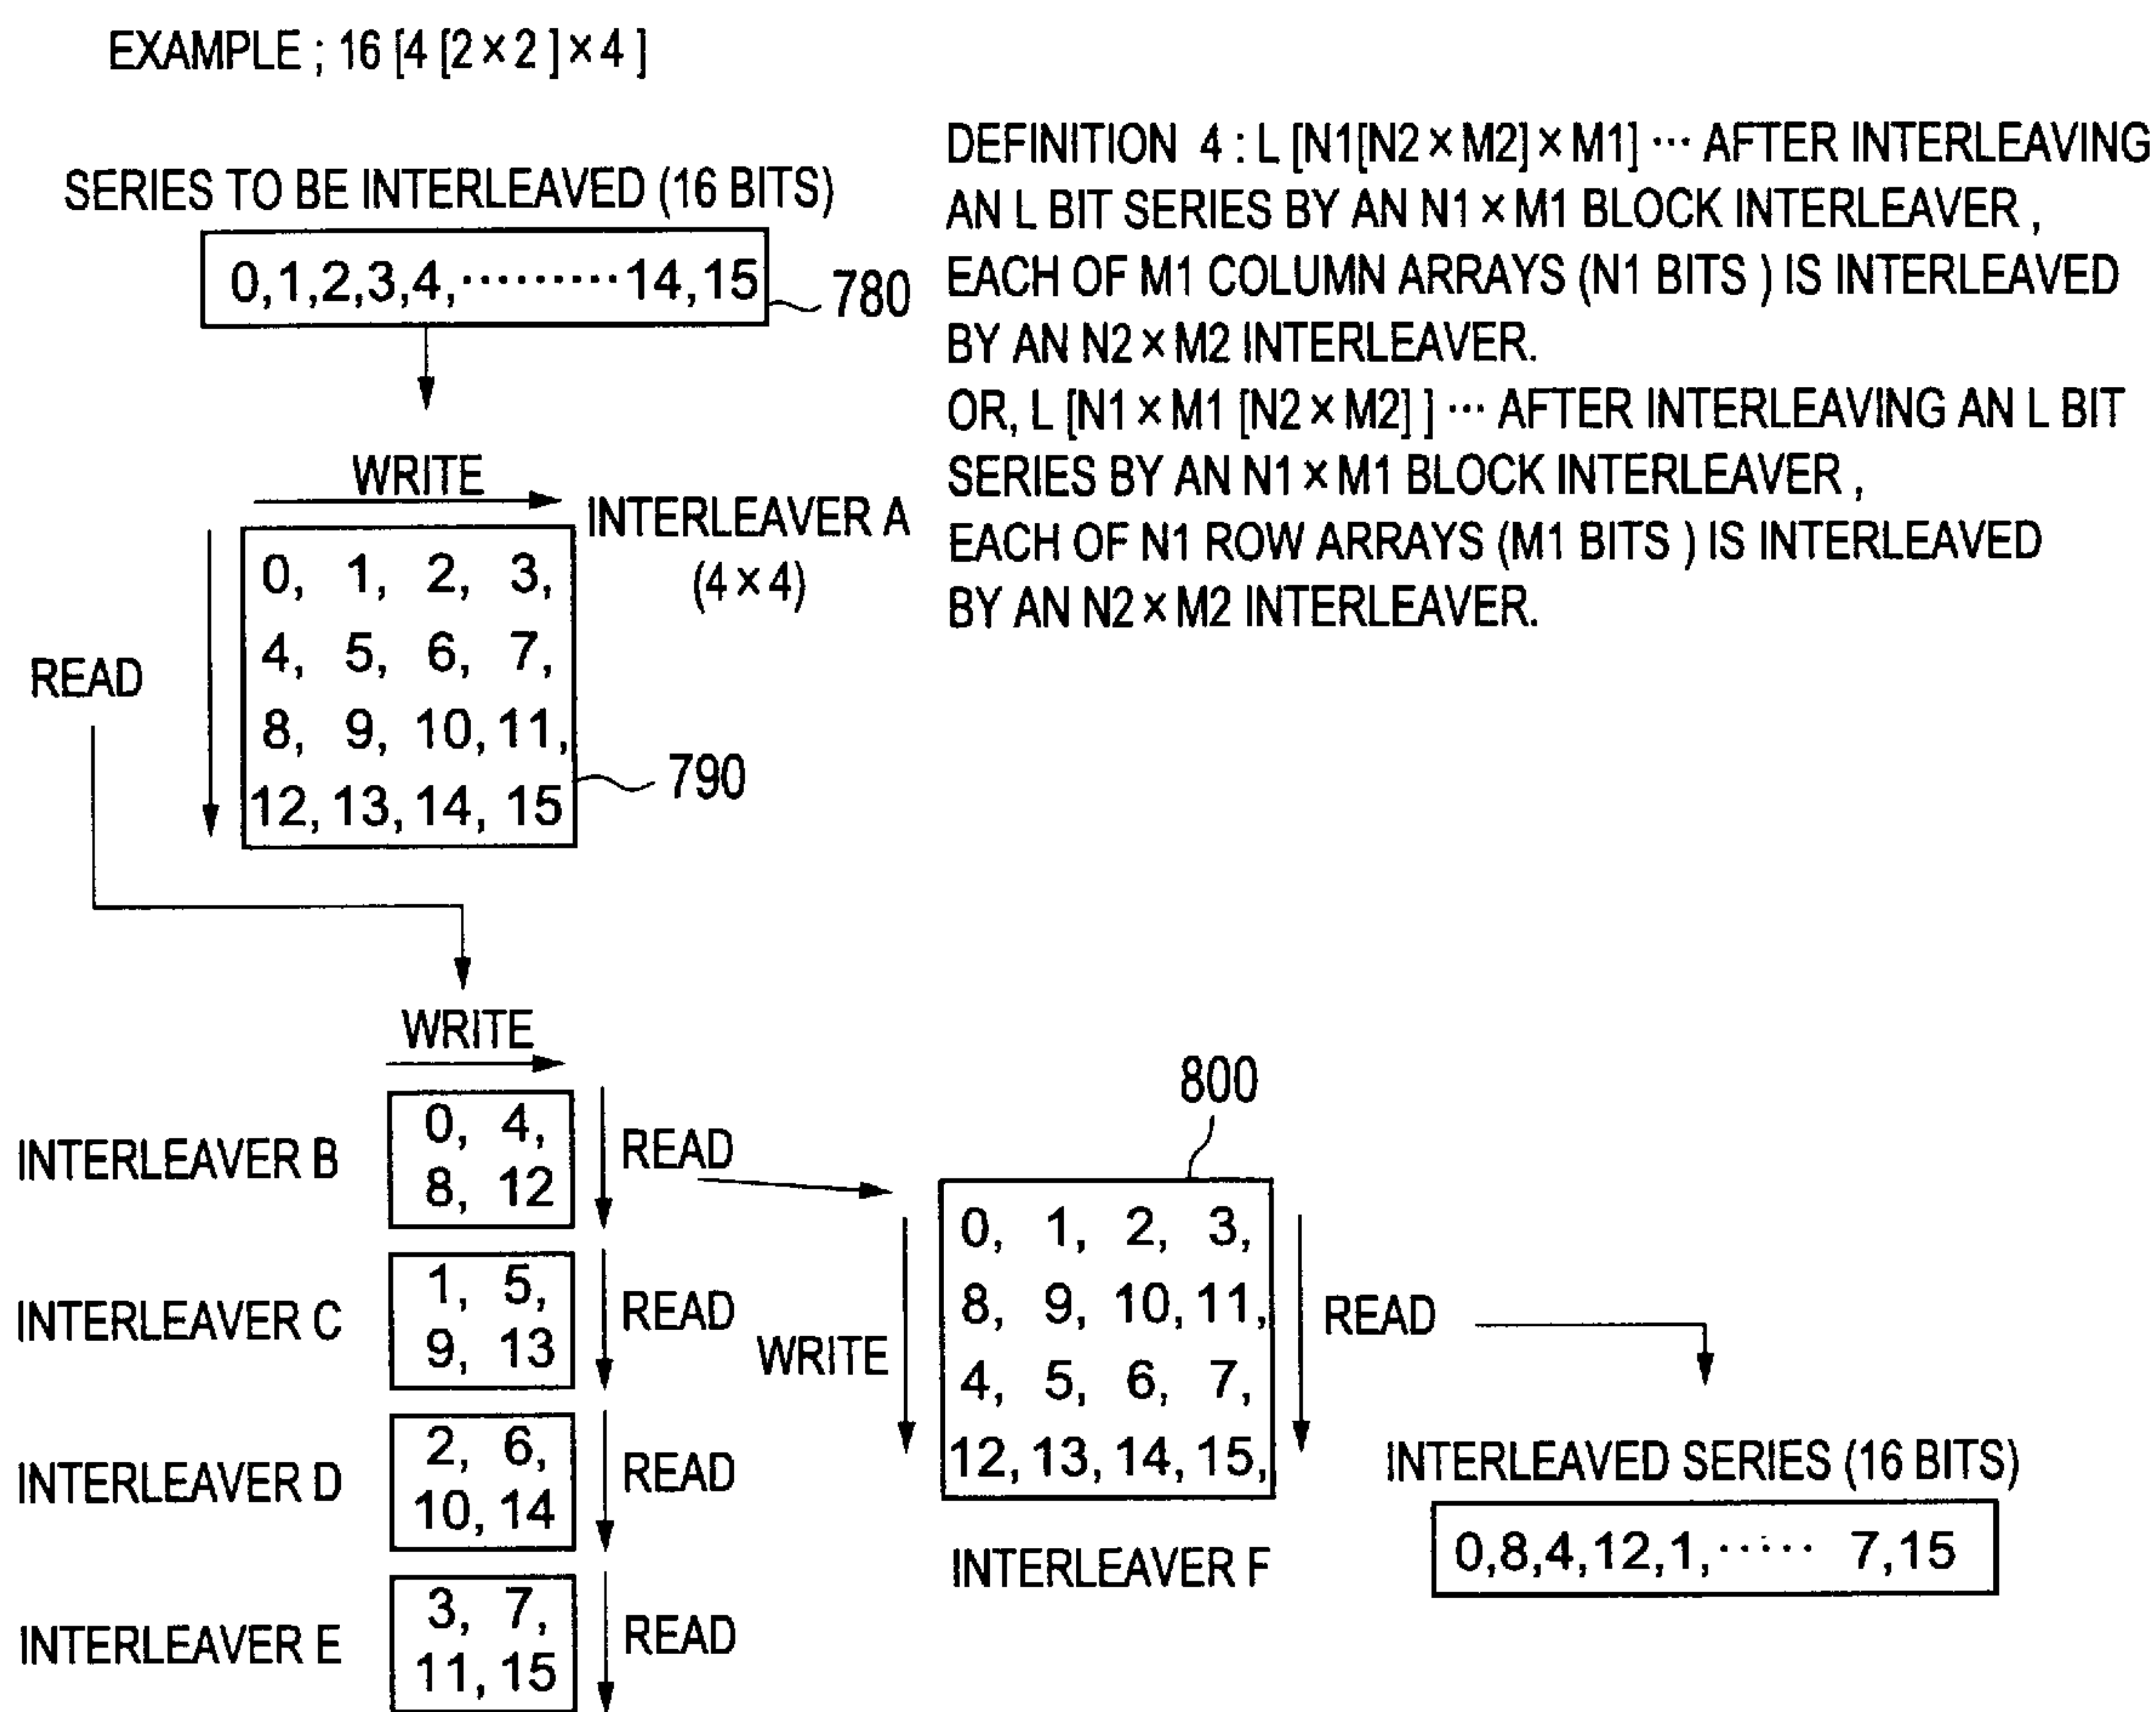 EXAMPLE ; 16 [4 [2 × 2 ] × 4 ]
SERIES TO BE INTERLEAVED (16 BITS)
0,1,2,3,4,·········14,15
780
DEFINITION 4 : L [N1[N2 × M2] × M1] ··· AFTER INTERLEAVING
AN L BIT SERIES BY AN N1 × M1 BLOCK INTERLEAVER ,
EACH OF M1 COLUMN ARRAYS (N1 BITS ) IS INTERLEAVED
BY AN N2 × M2 INTERLEAVER.
OR, L [N1 × M1 [N2 × M2] ] ··· AFTER INTERLEAVING AN L BIT
SERIES BY AN N1 × M1 BLOCK INTERLEAVER ,
EACH OF N1 ROW ARRAYS (M1 BITS ) IS INTERLEAVED
BY AN N2 × M2 INTERLEAVER.
WRITE
INTERLEAVER A
(4 × 4)
READ
0, 1, 2, 3,
4, 5, 6, 7,
8, 9, 10, 11,
12, 13, 14, 15
790
WRITE
INTERLEAVER B
0, 4,
8, 12
READ
INTERLEAVER C
1, 5,
9, 13
READ
INTERLEAVER D
2, 6,
10, 14
READ
INTERLEAVER E
3, 7,
11, 15
READ
800
WRITE
0, 1, 2, 3,
8, 9, 10, 11,
4, 5, 6, 7,
12, 13, 14, 15,
READ
INTERLEAVER F
INTERLEAVED SERIES (16 BITS)
0,8,4,12,1,····· 7,15